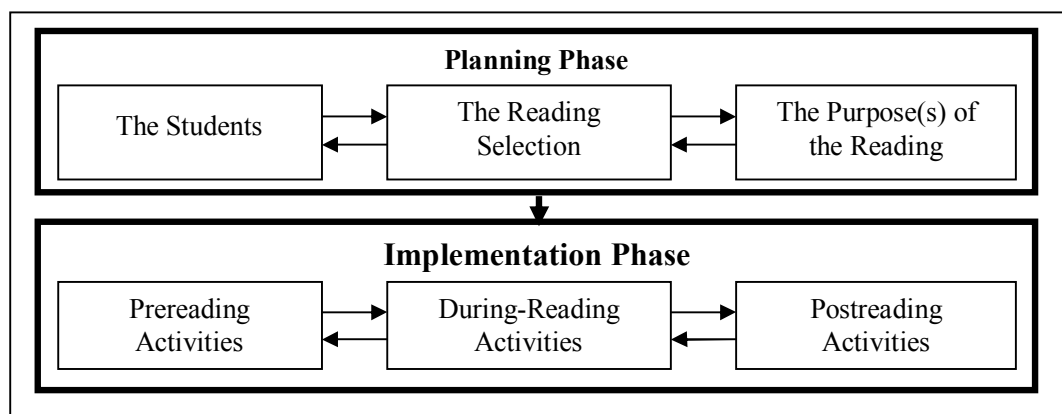 Planning Phase
The Students
The Reading
Selection
The Purpose(s) of
the Reading
Implementation Phase
Prereading
Activities
During-Reading
Activities
Postreading
Activities